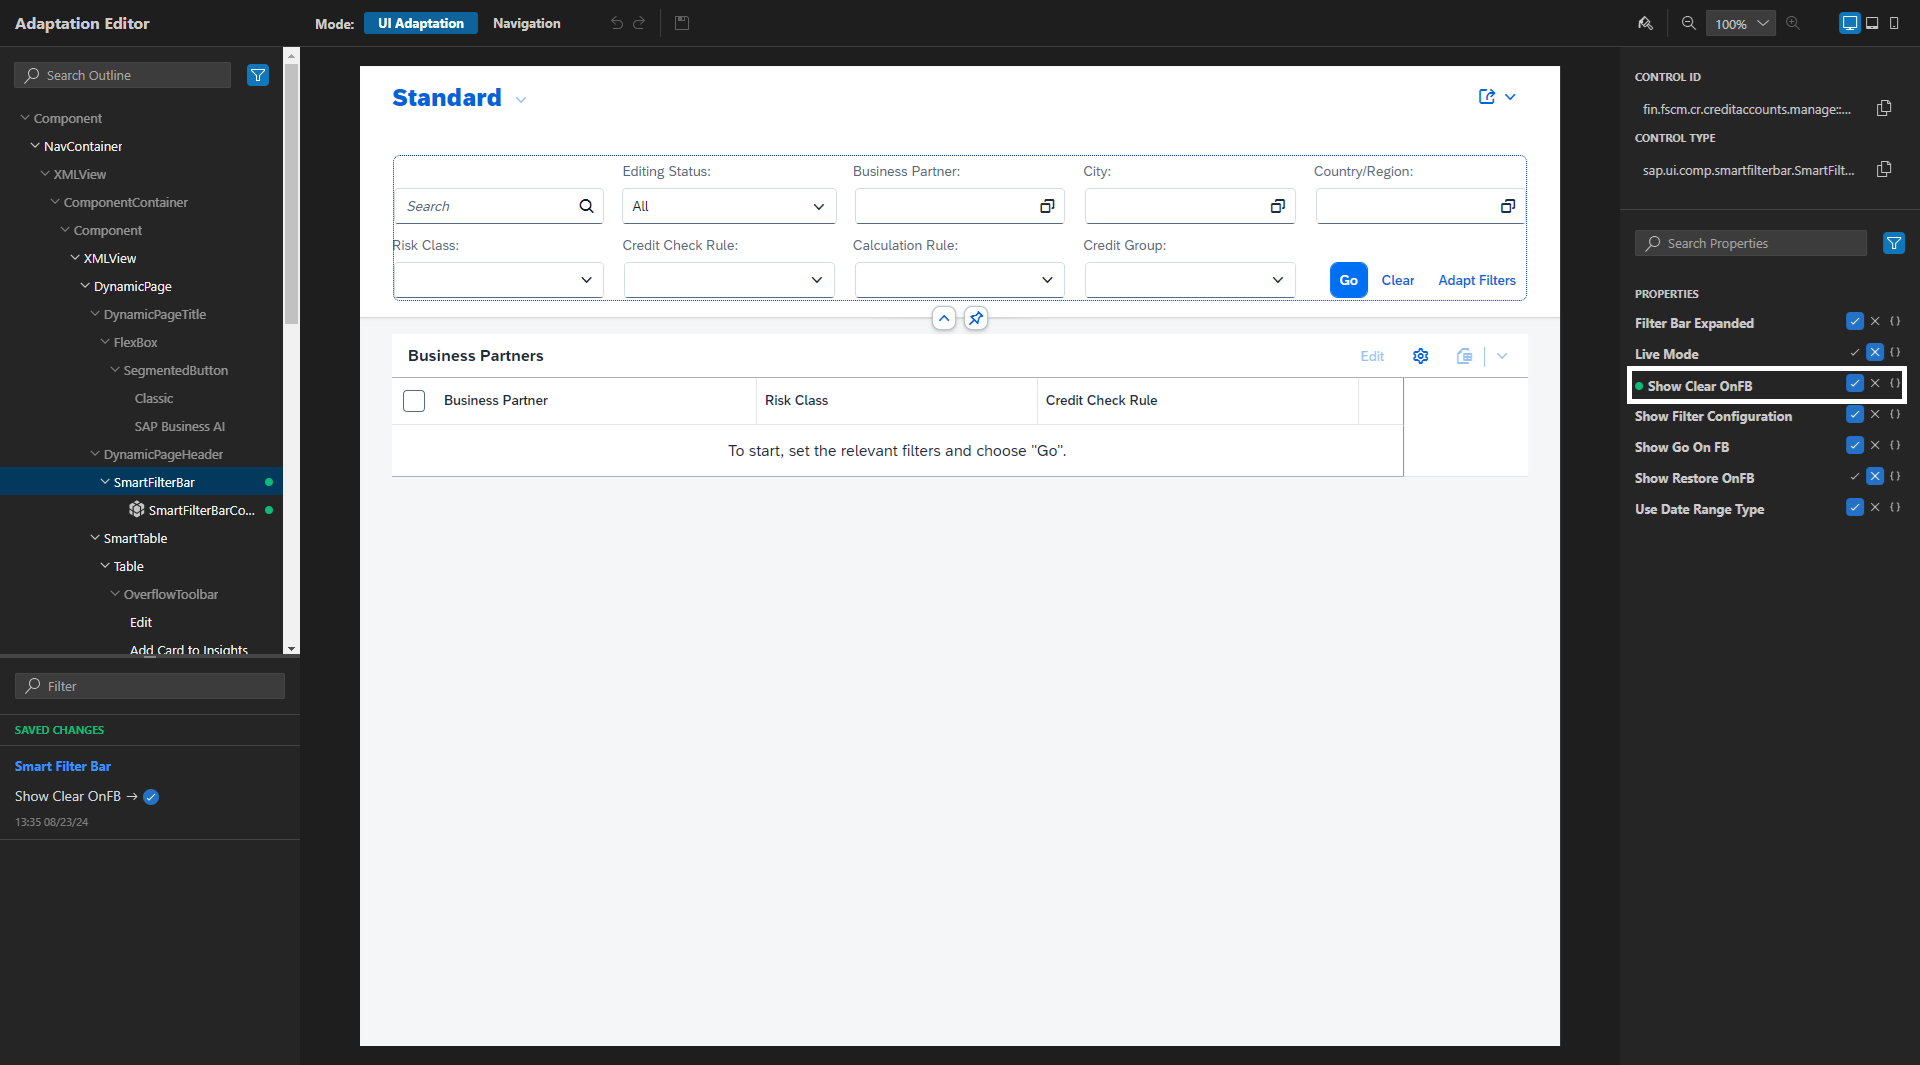 Adaptation Editor
Mode: UI Adaptation Navigation
100%
Search Outline
Component
NavContainer
XMLView
ComponentContainer
Component
XMLView
DynamicPage
DynamicPageTitle
FlexBox
SegmentedButton
Classic
SAP Business AI
DynamicPageHeader
SmartFilterBar
SmartFilterBarCo...
SmartTable
Table
OverflowToolbar
Edit
Add Card to Insights
Filter
SAVED CHANGES
Smart Filter Bar
Show Clear OnFB →
13:35 08/23/24
Standard
Editing Status: Business Partner: City: Country/Region:
Search All
Risk Class: Credit Check Rule: Calculation Rule: Credit Group:
Go Clear Adapt Filters
Business Partners Edit
Business Partner Risk Class Credit Check Rule
To start, set the relevant filters and choose "Go".
CONTROL ID
fin.fscm.cr.creditaccounts.manage::...
CONTROL TYPE
sap.ui.comp.smartfilterbar.SmartFilt...
Search Properties
PROPERTIES
Filter Bar Expanded
Live Mode
Show Clear OnFB
Show Filter Configuration
Show Go On FB
Show Restore OnFB
Use Date Range Type